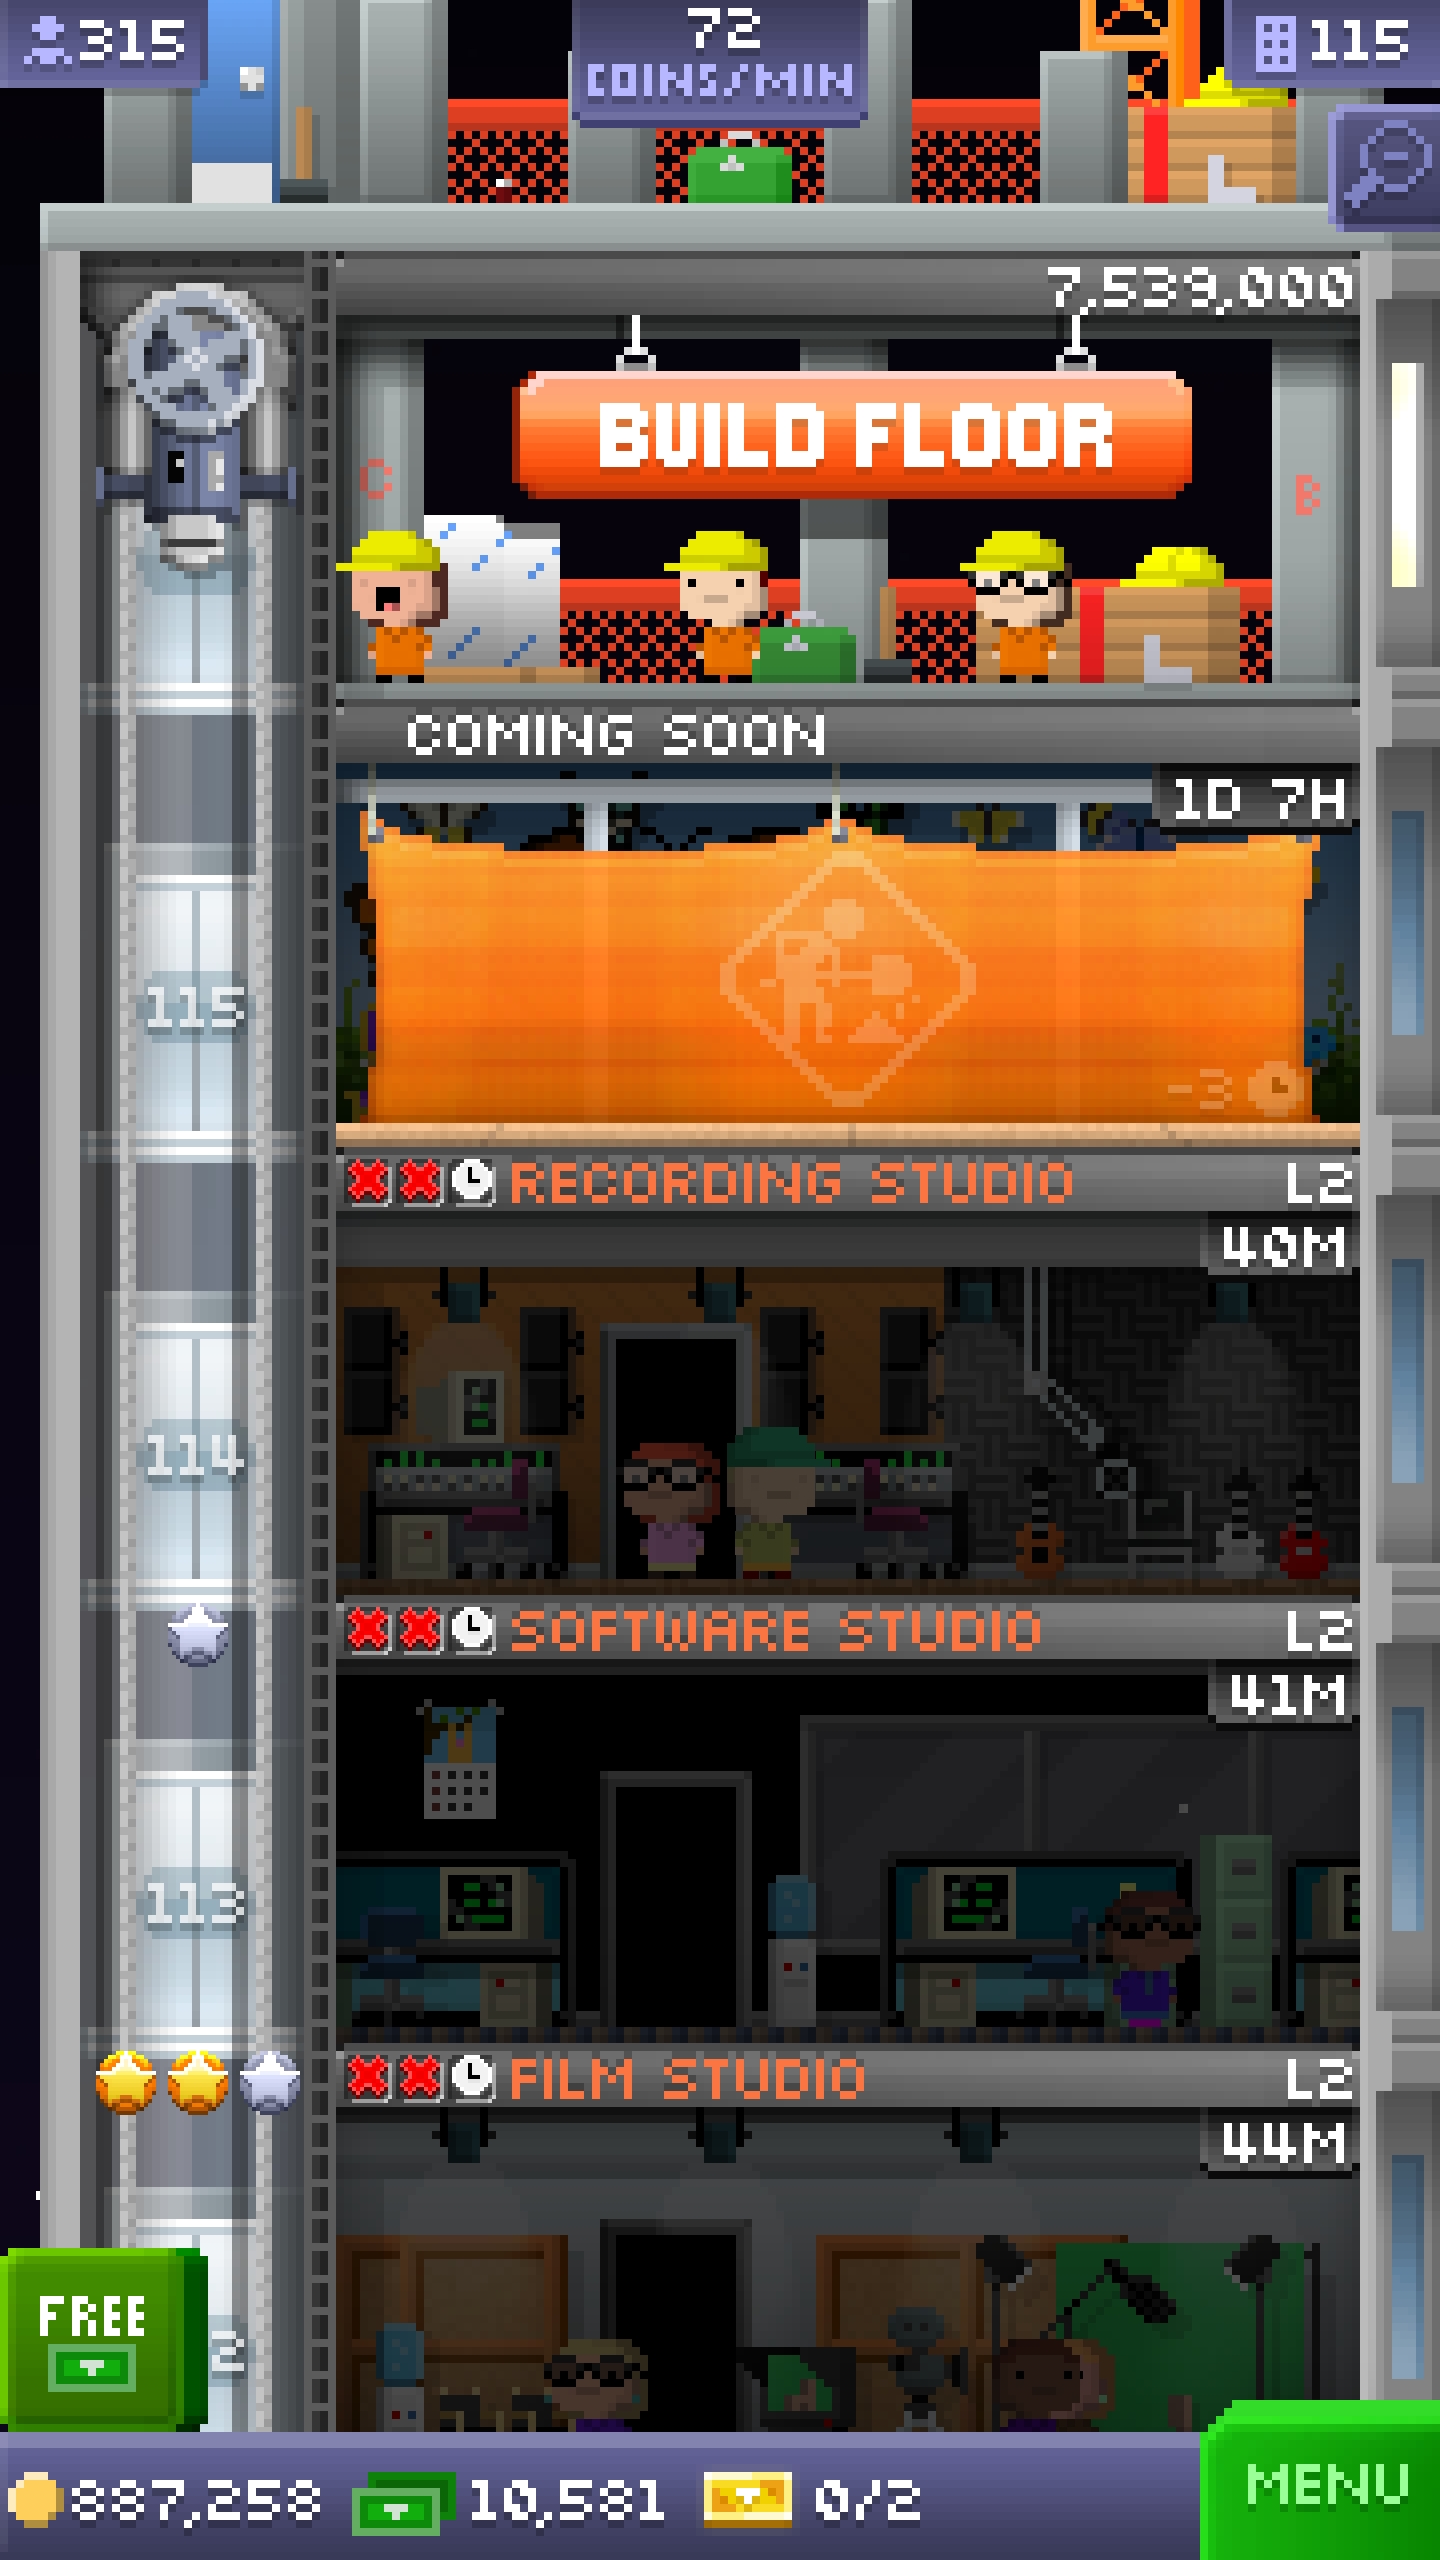 315
72
COINS/MIN
115
7,539,000
BUILD FLOOR
C
B
COMING SOON
1D 7H
115
-3
RECORDING STUDIO L2
40M
114
SOFTWARE STUDIO L2
41M
113
FILM STUDIO L2
44M
FREE
2
887,258 10,581 0/2
MENU